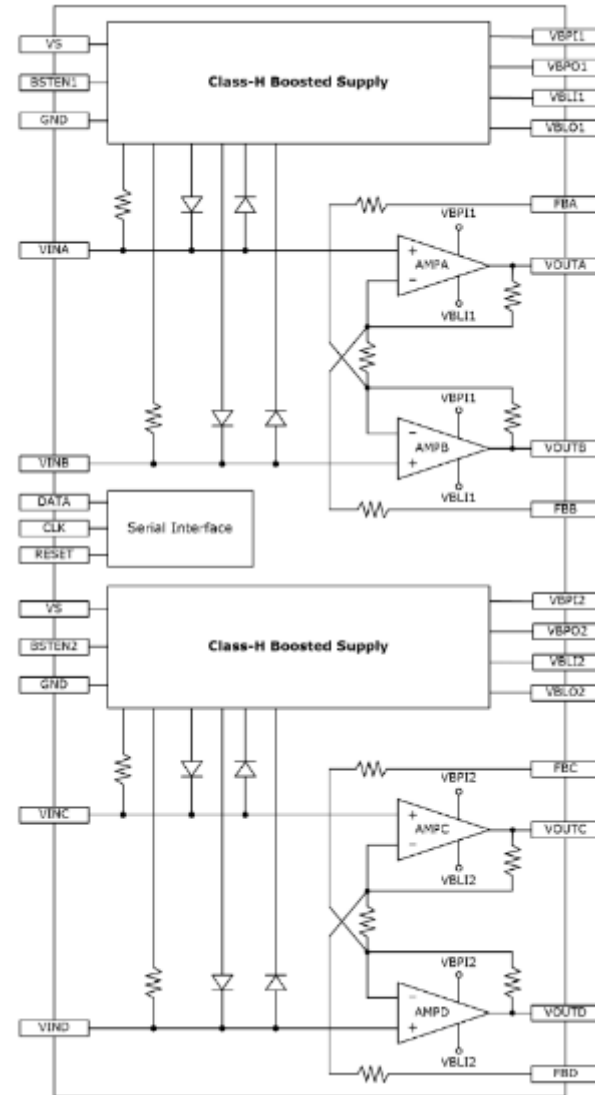 VS
BSTEN1
GND
Class-H Boosted Supply
VBPI1
VBPO1
VBLI1
VBLO1
FBA
VINA
VBPI1
+
AMPA
−
VBLI1
VOUTA
VBPI1
−
AMPB
+
VBLI1
VOUTB
VINB
FBB
DATA
CLK
RESET
Serial Interface
VS
BSTEN2
GND
Class-H Boosted Supply
VBPI2
VBPO2
VBLI2
VBLO2
FBC
VINC
VBPI2
+
AMPC
−
VBLI2
VOUTC
VBPI2
−
AMPD
+
VBLI2
VOUTD
VIND
FBD